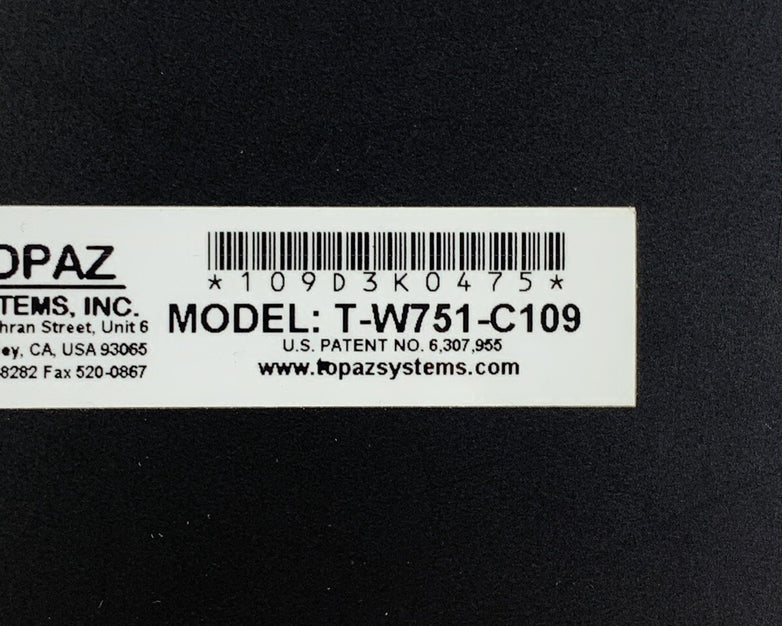 OPAZ
TEMS, INC.
hran Street, Unit 6
ey, CA, USA 93065
8282 Fax 520-0867
*109D3K0475*
MODEL: T-W751-C109
U.S. PATENT NO. 6,307,955
www.topazsystems.com